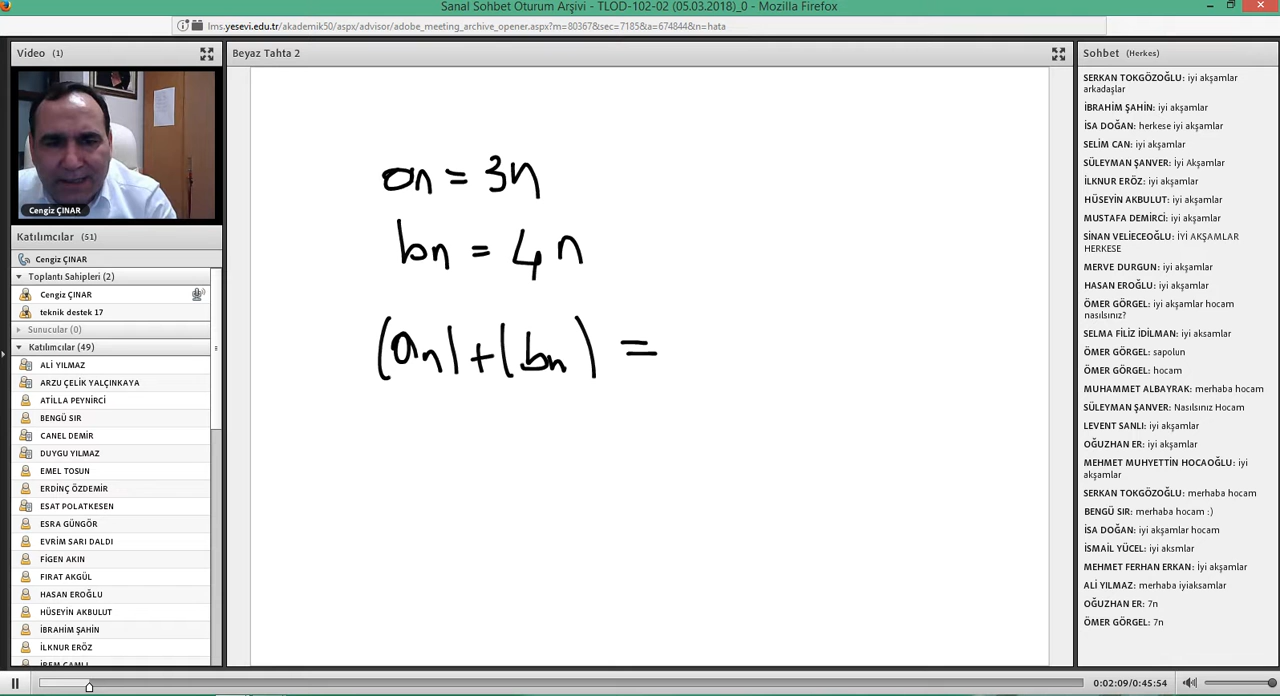 Sanal Sohbet Oturum Arşivi - TLOD-102-02 (05.03.2018)_0 - Mozilla Firefox
lms.yesevi.edu.tr/akademik50/aspx/advisor/adobe_meeting_archive_opener.aspx?m=80367&sec=7185&a=674844&n=hata
Video (1)
Cengiz ÇINAR
Katılımcılar (51)
Cengiz ÇINAR
Toplantı Sahipleri (2)
Cengiz ÇINAR
teknik destek 17
Sunucular (0)
Katılımcılar (49)
ALİ YILMAZ
ARZU ÇELİK YALÇINKAYA
ATİLLA PEYNİRCİ
BENGÜ SIR
CANEL DEMİR
DUYGU YILMAZ
EMEL TOSUN
ERDİNÇ ÖZDEMİR
ESAT POLATKESEN
ESRA GÜNGÖR
EVRİM SARI DALDI
FİGEN AKIN
FIRAT AKGÜL
HASAN EROĞLU
HÜSEYİN AKBULUT
İBRAHİM ŞAHİN
İLKNUR ERÖZ
İREM CAMLI
Beyaz Tahta 2
an = 3n
bn = 4n
(an) + (bn) =
Sohbet (Herkes)
SERKAN TOKGÖZOĞLU: iyi akşamlar
arkadaşlar
İBRAHİM ŞAHİN: iyi akşamlar
İSA DOĞAN: herkese iyi akşamlar
SELİM CAN: iyi akşamlar
SÜLEYMAN ŞANVER: İyi Akşamlar
İLKNUR ERÖZ: iyi akşamlar
HÜSEYIN AKBULUT: iyi akşamlar
MUSTAFA DEMİRCİ: iyi akşamlar
SİNAN VELİECEOĞLU: İYİ AKŞAMLAR
HERKESE
MERVE DURGUN: iyi akşamlar
HASAN EROĞLU: iyi akşamlar
ÖMER GÖRGEL: iyi akşamlar hocam
nasılsınız?
SELMA FİLİZ İDİLMAN: iyi aksamlar
ÖMER GÖRGEL: sapolun
ÖMER GÖRGEL: hocam
MUHAMMET ALBAYRAK: merhaba hocam
SÜLEYMAN ŞANVER: Nasılsınız Hocam
LEVENT SANLI: iyi akşamlar
OĞUZHAN ER: iyi akşamlar
MEHMET MUHYETTİN HOCAOĞLU: iyi
akşamlar
SERKAN TOKGÖZOĞLU: merhaba hocam
BENGÜ SIR: merhaba hocam :)
İSA DOĞAN: iyi akşamlar hocam
İSMAİL YÜCEL: iyi aksmlar
MEHMET FERHAN ERKAN: İyi akşamlar
ALİ YILMAZ: merhaba iyiaksamlar
OĞUZHAN ER: 7n
ÖMER GÖRGEL: 7n
0:02:09/0:45:54